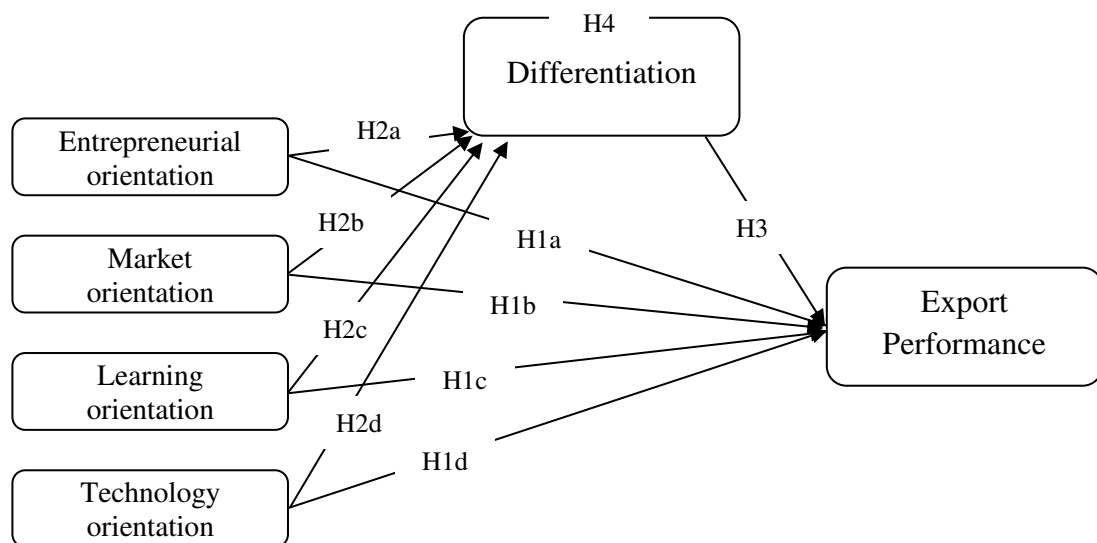 H4
Differentiation
H2a
Entrepreneurial
orientation
H2b
H1a
H3
Market
orientation
H1b
Export
Performance
H2c
Learning
orientation
H1c
H2d
H1d
Technology
orientation